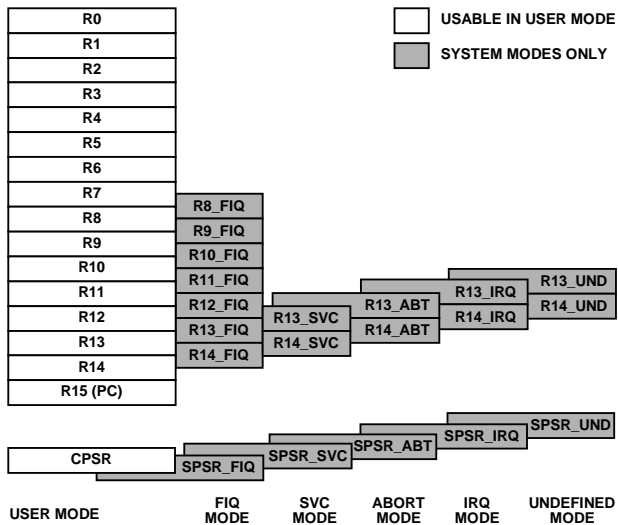 R0
R1
R2
R3
R4
R5
R6
R7
R8
R9
R10
R11
R12
R13
R14
R15 (PC)
R8_FIQ
R9_FIQ
R10_FIQ
R11_FIQ
R12_FIQ
R13_FIQ
R14_FIQ
R13_SVC
R14_SVC
R13_ABT
R14_ABT
R13_IRQ
R14_IRQ
R13_UND
R14_UND
USABLE IN USER MODE
SYSTEM MODES ONLY
CPSR
SPSR_FIQ
SPSR_SVC
SPSR_ABT
SPSR_IRQ
SPSR_UND
USER MODE
FIQ
MODE
SVC
MODE
ABORT
MODE
IRQ
MODE
UNDEFINED
MODE